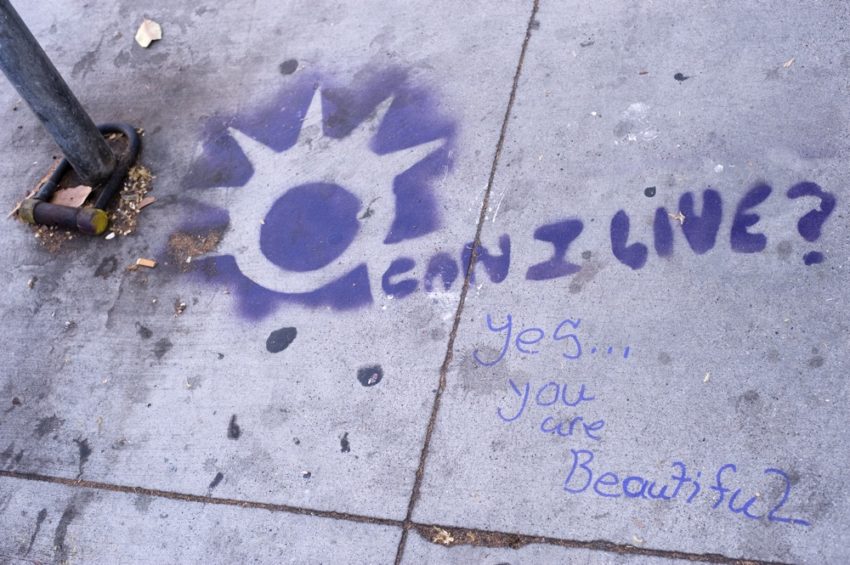 CAN I LIVE?
Yes...
you
are
Beautiful